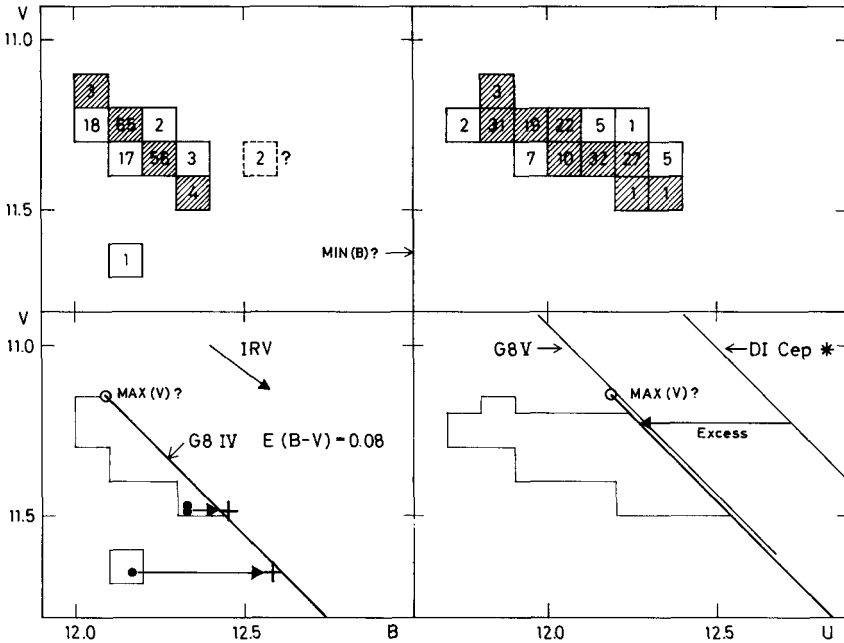 V
11.0
3
3
18 65 2
2 31 19 22 5 1
17 56 3
2 ?
7 10 32 27 5
4
1 1
11.5
1
MIN (B) ?
V
11.0
IRV
G8 V
DI Cep *
MAX (V) ?
MAX (V) ?
G8 IV E (B-V) = 0.08
Excess
11.5
12.0 12.5 B
12.0 12.5 U